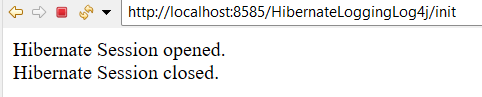 http://localhost:8585/HibernateLoggingLog4j/init
Hibernate Session opened.
Hibernate Session closed.